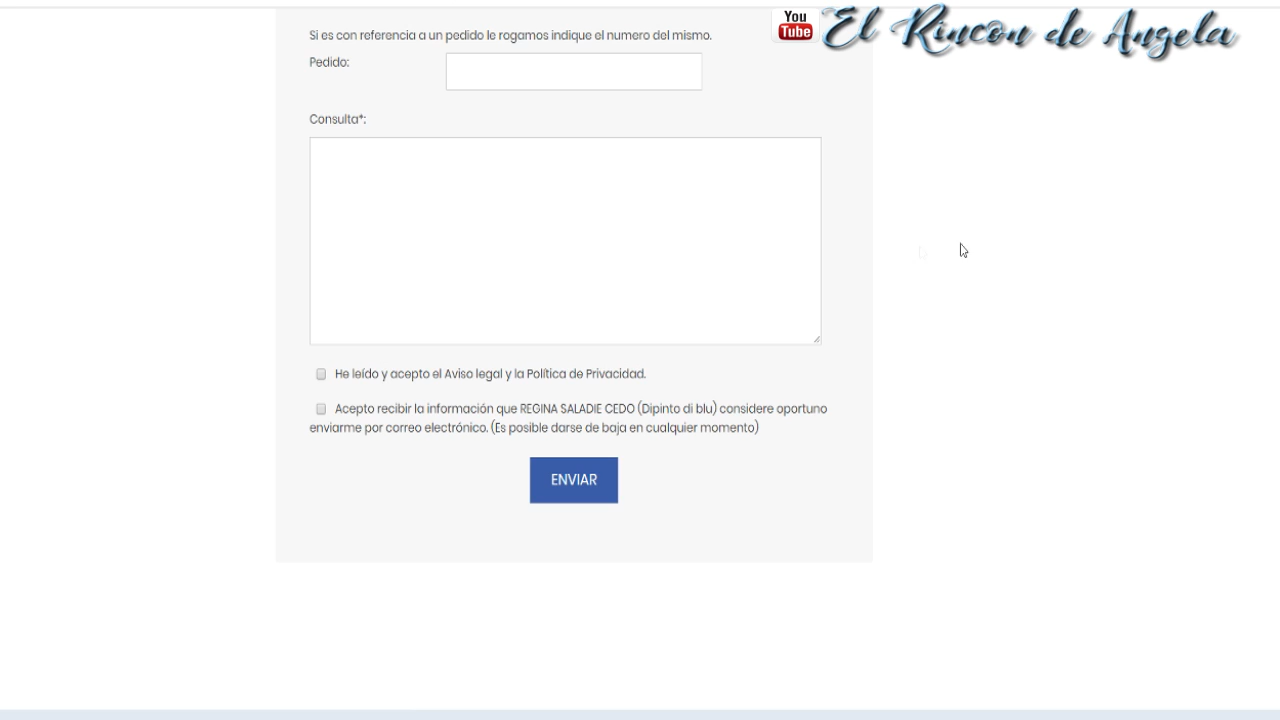 You
Tube
El Rincón de Angela
Si es con referencia a un pedido le rogamos indique el numero del mismo.
Pedido:
Consulta*:
He leído y acepto el Aviso legal y la Política de Privacidad.
Acepto recibir la información que REGINA SALADIE CEDO (Dipinto di blu) considere oportuno
enviarme por correo electrónico. (Es posible darse de baja en cualquier momento)
ENVIAR